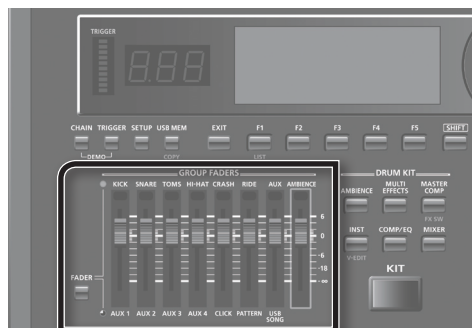 TRIGGER
8.88
CHAIN TRIGGER SETUP USB MEM EXIT F1 F2 F3 F4 F5 SHIFT
DEMO COPY LIST
GROUP FADERS
KICK SNARE TOMS HI-HAT CRASH RIDE AUX AMBIENCE
DRUM KIT
AMBIENCE MULTI EFFECTS MASTER COMP
FX SW
INST COMP/EQ MIXER
V-EDIT
KIT
6
0
-6
-18
-∞
FADER
AUX 1 AUX 2 AUX 3 AUX 4 CLICK PATTERN USB SONG